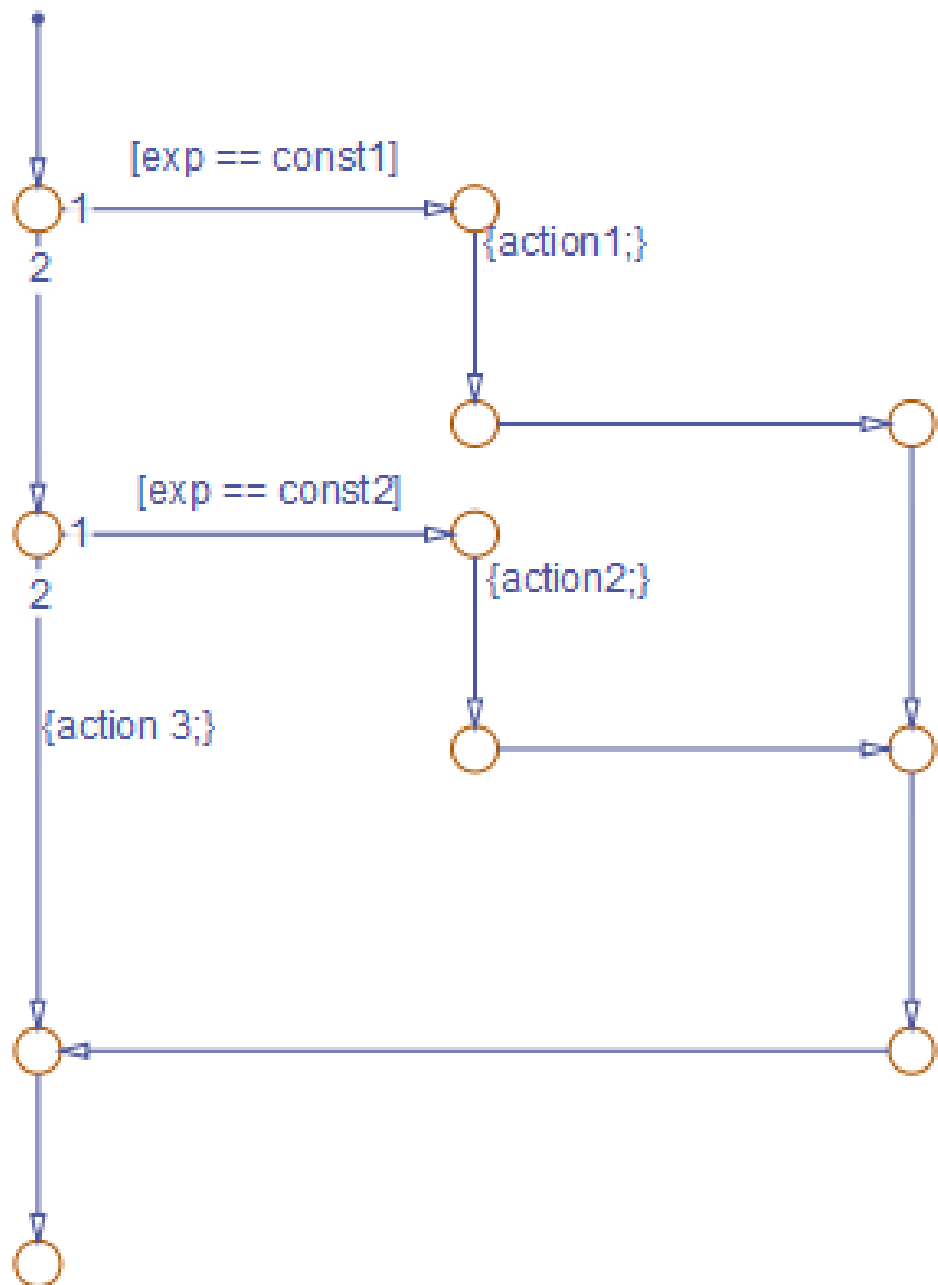 [exp == const1]
1
{action1;}
2
[exp == const2]
1
{action2;}
2
{action 3;}